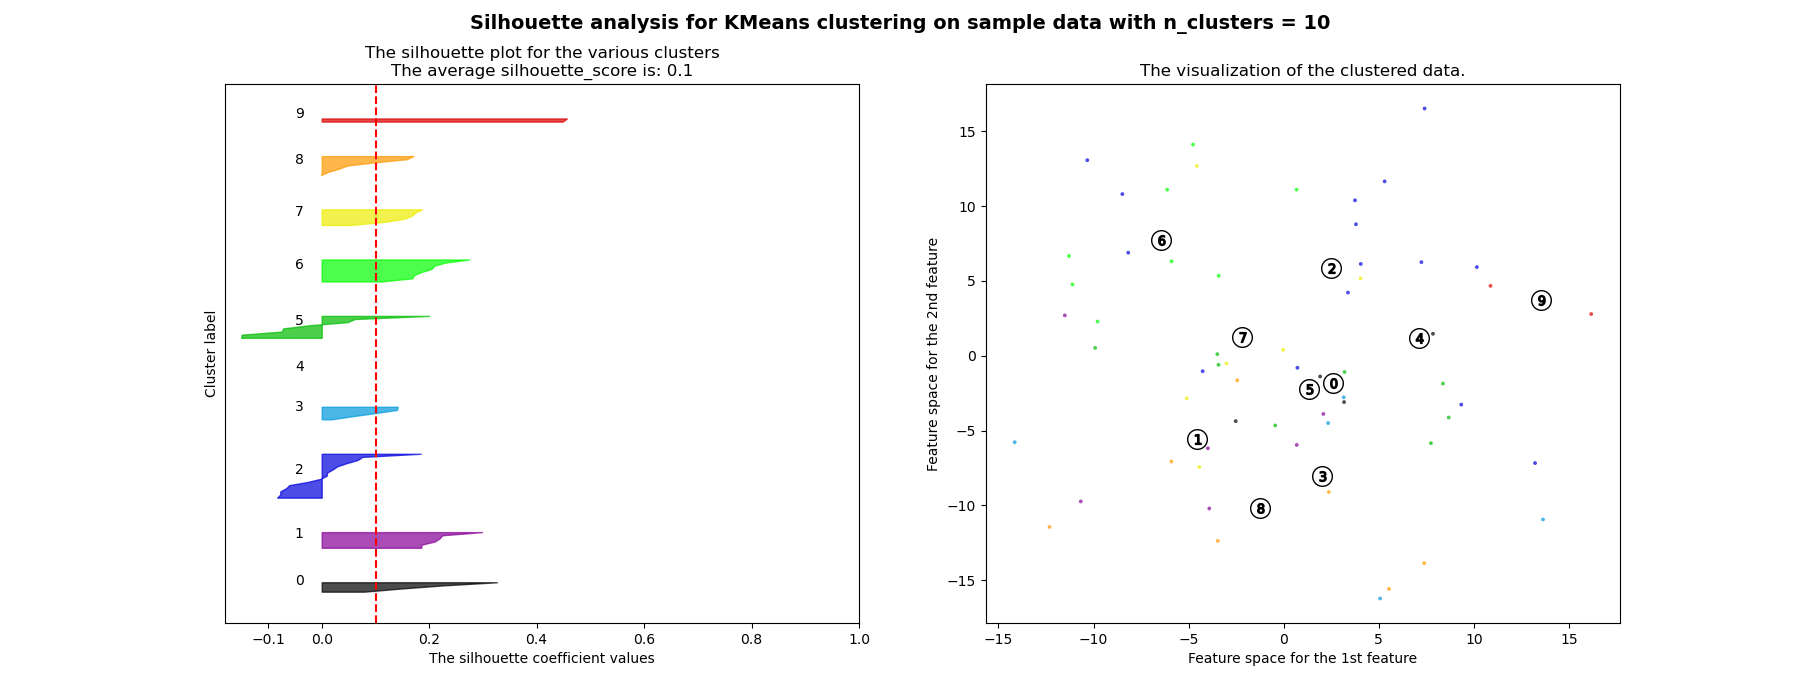 Silhouette analysis for KMeans clustering on sample data with n_clusters = 10
The silhouette plot for the various clusters
The average silhouette_score is: 0.1
9
8
7
6
5
4
3
2
1
0
Cluster label
−0.1 0.0 0.2 0.4 0.6 0.8 1.0
The silhouette coefficient values
The visualization of the clustered data.
15
10
5
0
−5
−10
−15
Feature space for the 2nd feature
6
2
9
7
4
0
5
1
3
8
−15 −10 −5 0 5 10 15
Feature space for the 1st feature